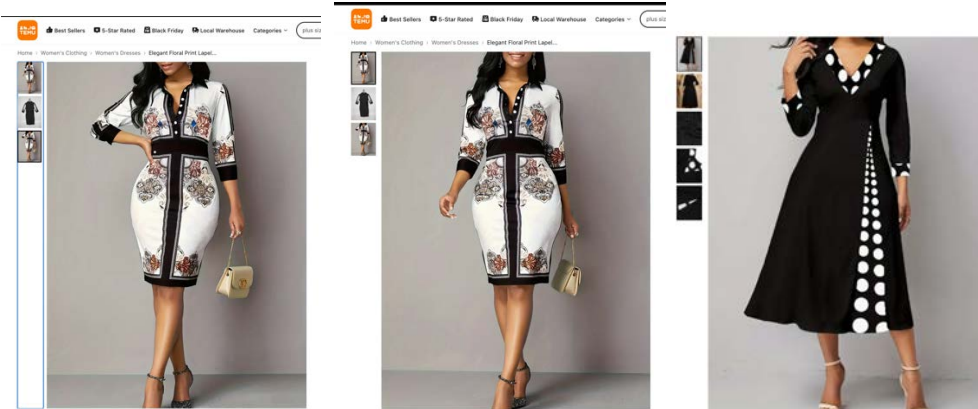 ENJO
TEMU
Best Sellers
5-Star Rated
Black Friday
Local Warehouse
Categories
plus siz
Home › Women's Clothing › Women's Dresses › Elegant Floral Print Lapel...
Best Sellers
5-Star Rated
Black Friday
Local Warehouse
Categories
plus size
Home › Women's Clothing › Women's Dresses › Elegant Floral Print Lapel...